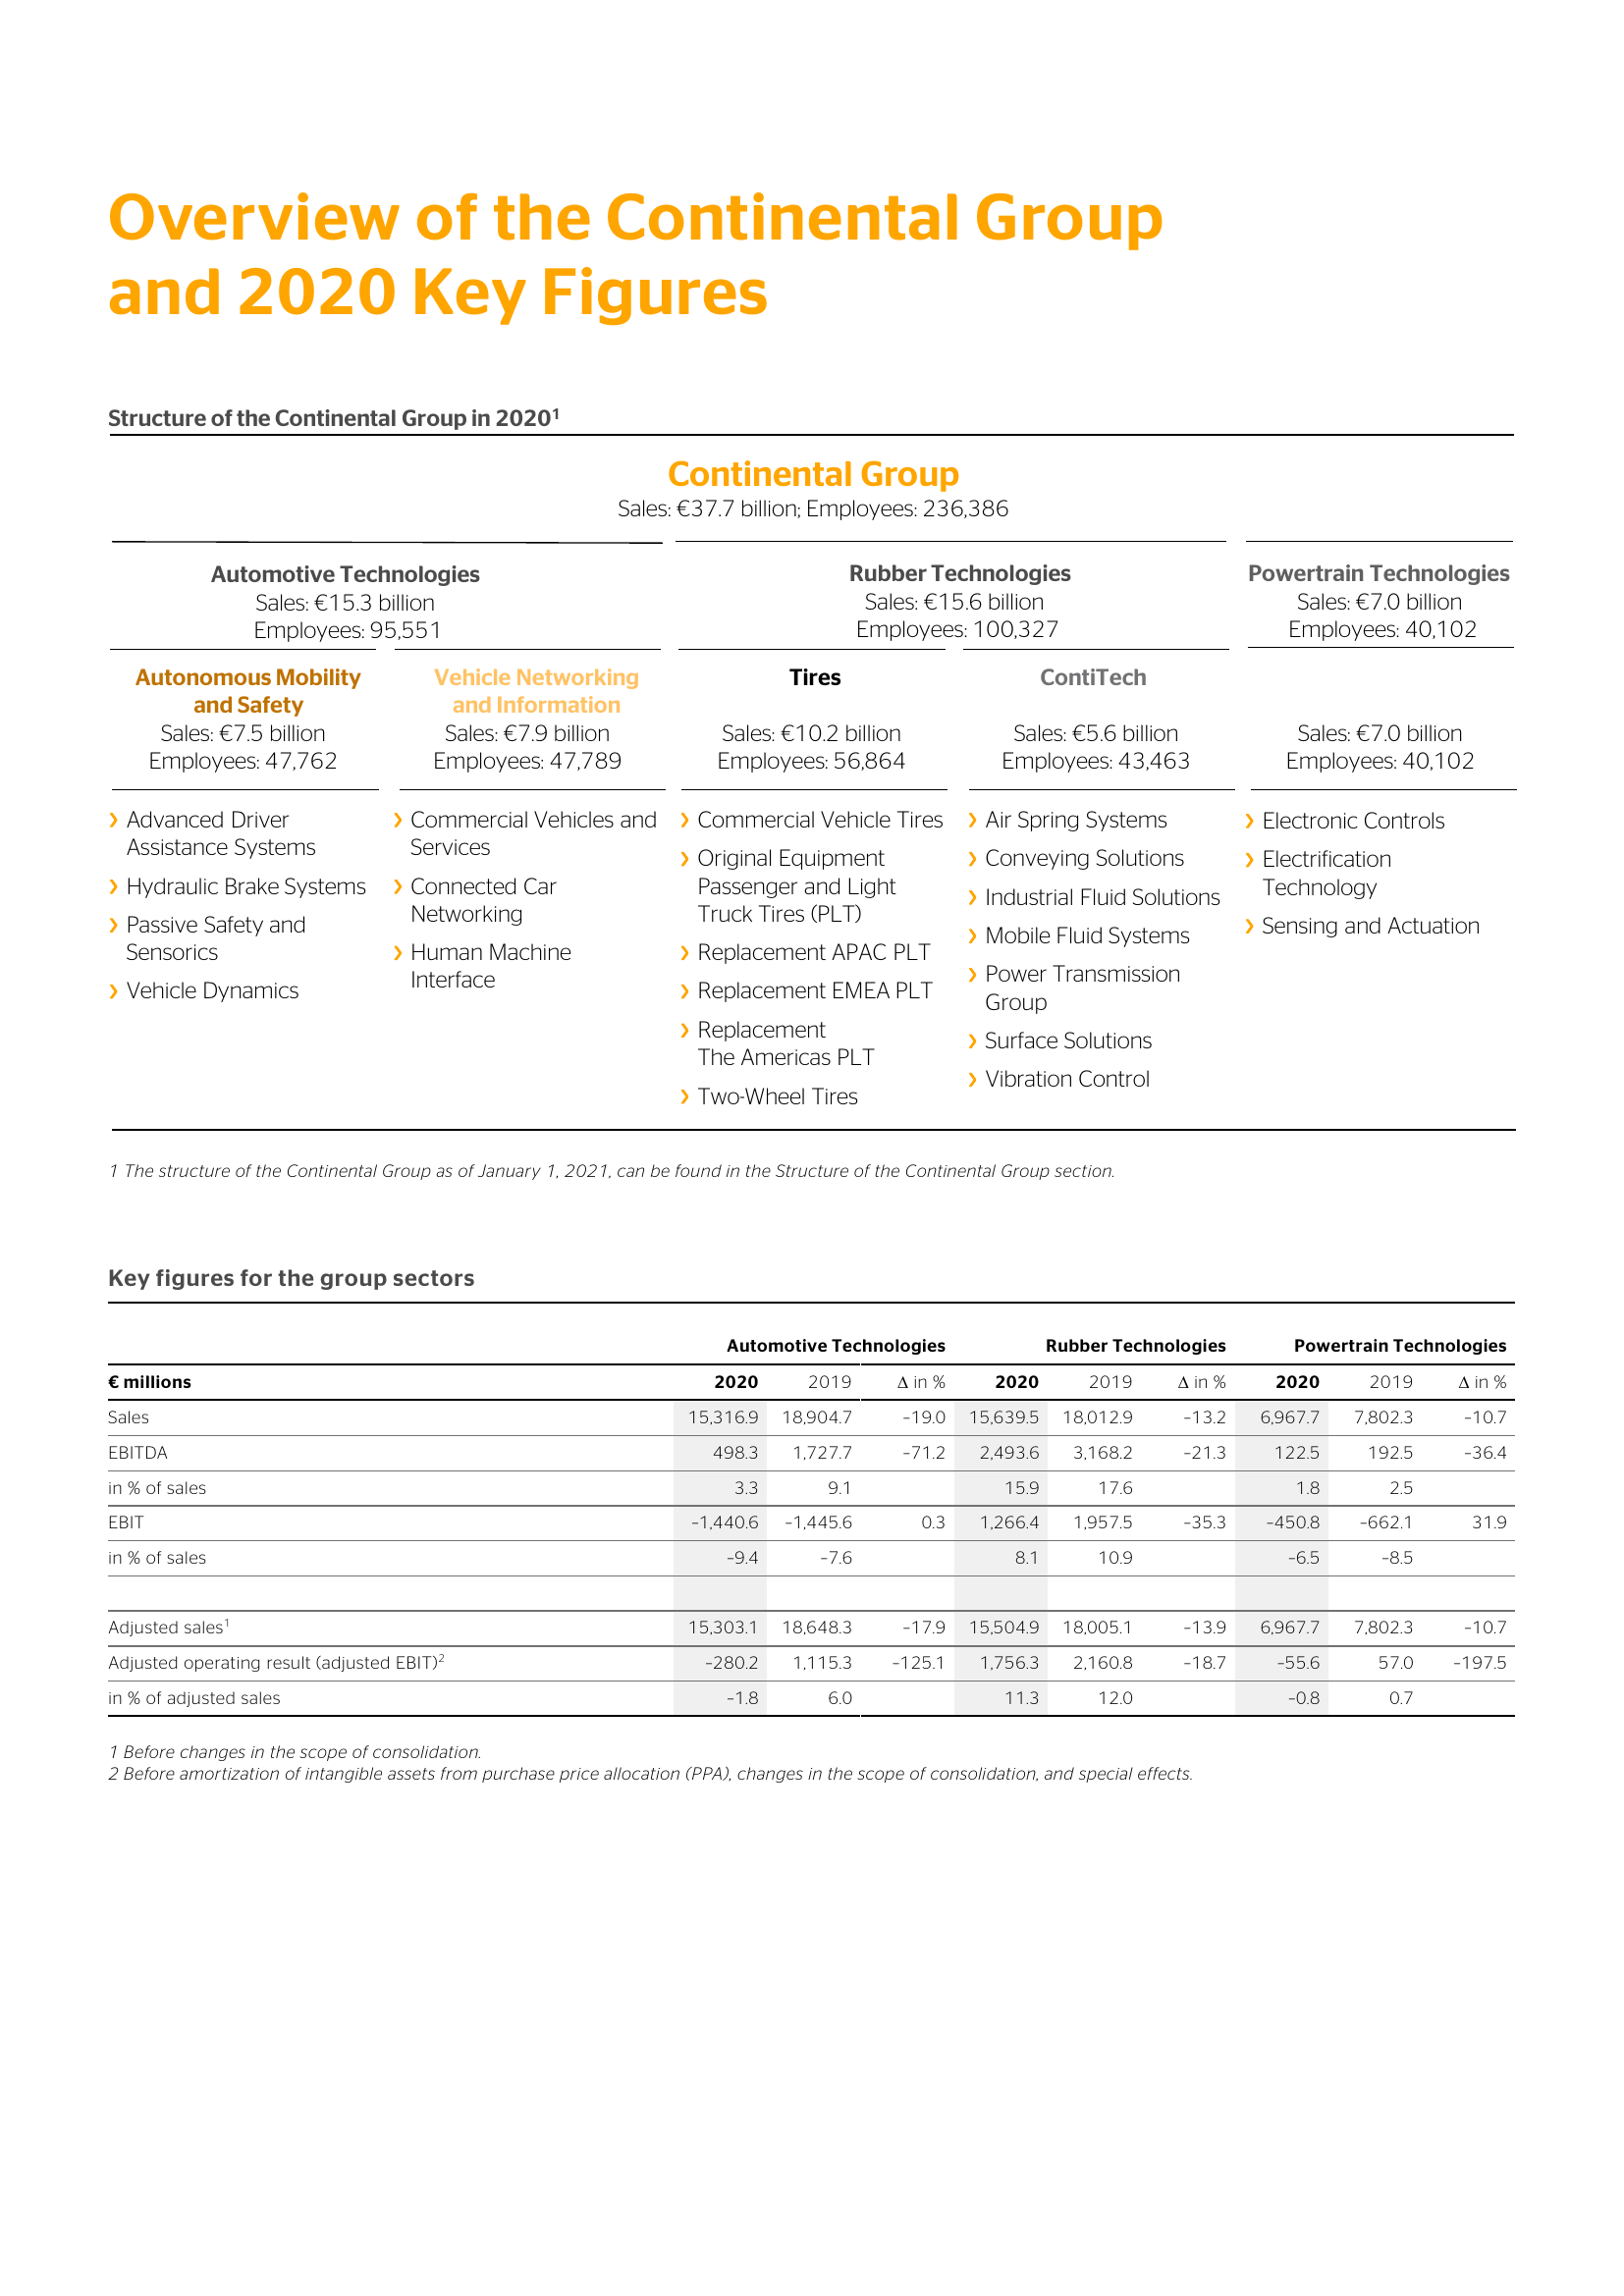 Overview of the Continental Group
and 2020 Key Figures
Structure of the Continental Group in 2020¹
Continental Group
Sales: €37.7 billion; Employees: 236,386
Automotive Technologies
Sales: €15.3 billion
Employees: 95,551
Rubber Technologies
Sales: €15.6 billion
Employees: 100,327
Powertrain Technologies
Sales: €7.0 billion
Employees: 40,102
Autonomous Mobility
and Safety
Sales: €7.5 billion
Employees: 47,762
Vehicle Networking
and Information
Sales: €7.9 billion
Employees: 47,789
Tires
Sales: €10.2 billion
Employees: 56,864
ContiTech
Sales: €5.6 billion
Employees: 43,463
Sales: €7.0 billion
Employees: 40,102
› Advanced Driver
Assistance Systems
› Hydraulic Brake Systems
› Passive Safety and
Sensorics
› Vehicle Dynamics
› Commercial Vehicles and
Services
› Connected Car
Networking
› Human Machine
Interface
› Commercial Vehicle Tires
› Original Equipment
Passenger and Light
Truck Tires (PLT)
› Replacement APAC PLT
› Replacement EMEA PLT
› Replacement
The Americas PLT
› Two-Wheel Tires
› Air Spring Systems
› Conveying Solutions
› Industrial Fluid Solutions
› Mobile Fluid Systems
› Power Transmission
Group
› Surface Solutions
› Vibration Control
› Electronic Controls
› Electrification
Technology
› Sensing and Actuation
1 The structure of the Continental Group as of January 1, 2021, can be found in the Structure of the Continental Group section.
Key figures for the group sectors
Automotive Technologies Rubber Technologies Powertrain Technologies
€ millions 2020 2019 Δ in % 2020 2019 Δ in % 2020 2019 Δ in %
Sales 15,316.9 18,904.7 –19.0 15,639.5 18,012.9 –13.2 6,967.7 7,802.3 –10.7
EBITDA 498.3 1,727.7 –71.2 2,493.6 3,168.2 –21.3 122.5 192.5 –36.4
in % of sales 3.3 9.1 15.9 17.6 1.8 2.5
EBIT –1,440.6 –1,445.6 0.3 1,266.4 1,957.5 –35.3 –450.8 –662.1 31.9
in % of sales –9.4 –7.6 8.1 10.9 –6.5 –8.5
Adjusted sales¹ 15,303.1 18,648.3 –17.9 15,504.9 18,005.1 –13.9 6,967.7 7,802.3 –10.7
Adjusted operating result (adjusted EBIT)² –280.2 1,115.3 –125.1 1,756.3 2,160.8 –18.7 –55.6 57.0 –197.5
in % of adjusted sales –1.8 6.0 11.3 12.0 –0.8 0.7
1 Before changes in the scope of consolidation.
2 Before amortization of intangible assets from purchase price allocation (PPA), changes in the scope of consolidation, and special effects.